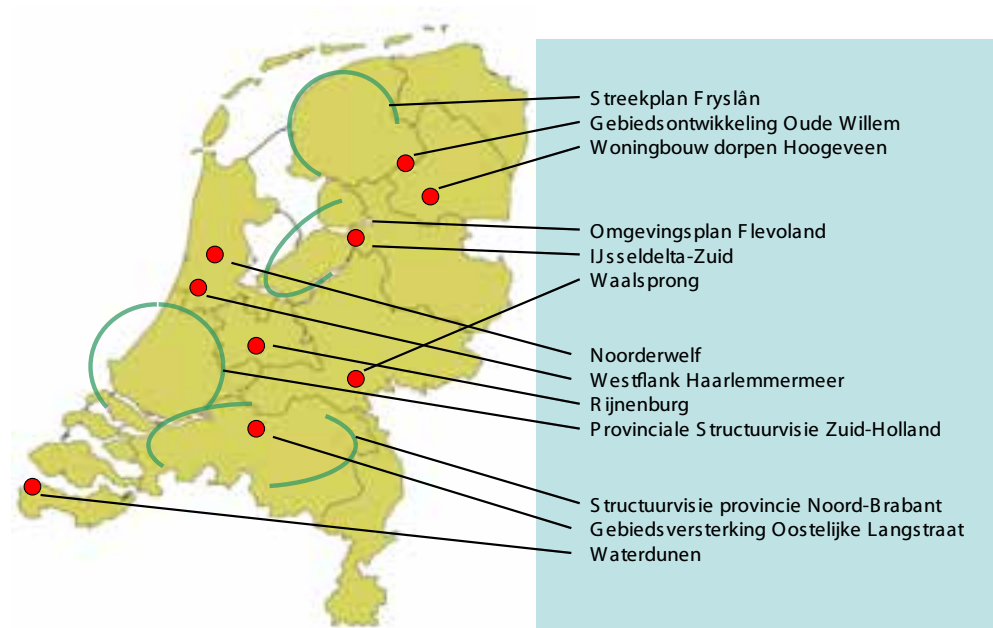 Streekplan Fryslân
Gebiedsontwikkeling Oude Willem
Woningbouw dorpen Hoogeveen
Omgevingsplan Flevoland
IJsseldelta-Zuid
Waalsprong
Noorderwelf
Westflank Haarlemmermeer
Rijnenburg
Provinciale Structuurvisie Zuid-Holland
Structuurvisie provincie Noord-Brabant
Gebiedsversterking Oostelijke Langstraat
Waterdunen